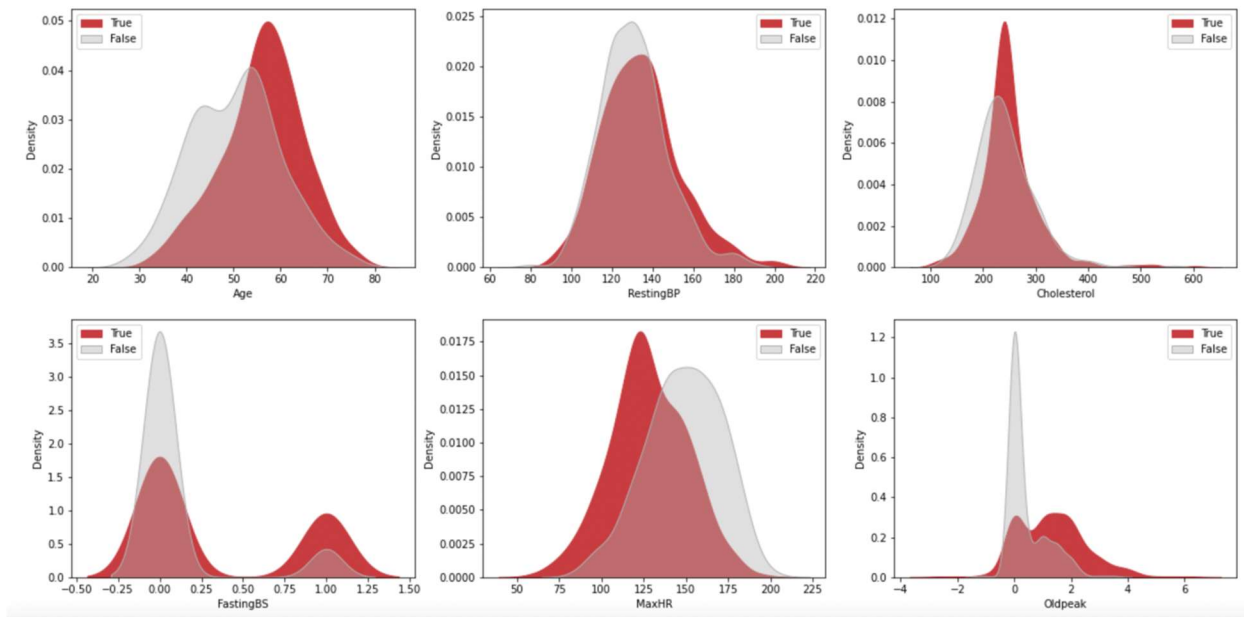 True
False
Density
0.05
0.04
0.03
0.02
0.01
0.00
20 30 40 50 60 70 80
Age
True
False
Density
0.025
0.020
0.015
0.010
0.005
0.000
60 80 100 120 140 160 180 200 220
RestingBP
True
False
Density
0.012
0.010
0.008
0.006
0.004
0.002
0.000
100 200 300 400 500 600
Cholesterol
True
False
Density
3.5
3.0
2.5
2.0
1.5
1.0
0.5
0.0
−0.50 −0.25 0.00 0.25 0.50 0.75 1.00 1.25 1.50
FastingBS
True
False
Density
0.0175
0.0150
0.0125
0.0100
0.0075
0.0050
0.0025
0.0000
50 75 100 125 150 175 200 225
MaxHR
True
False
Density
1.2
1.0
0.8
0.6
0.4
0.2
0.0
−4 −2 0 2 4 6
Oldpeak